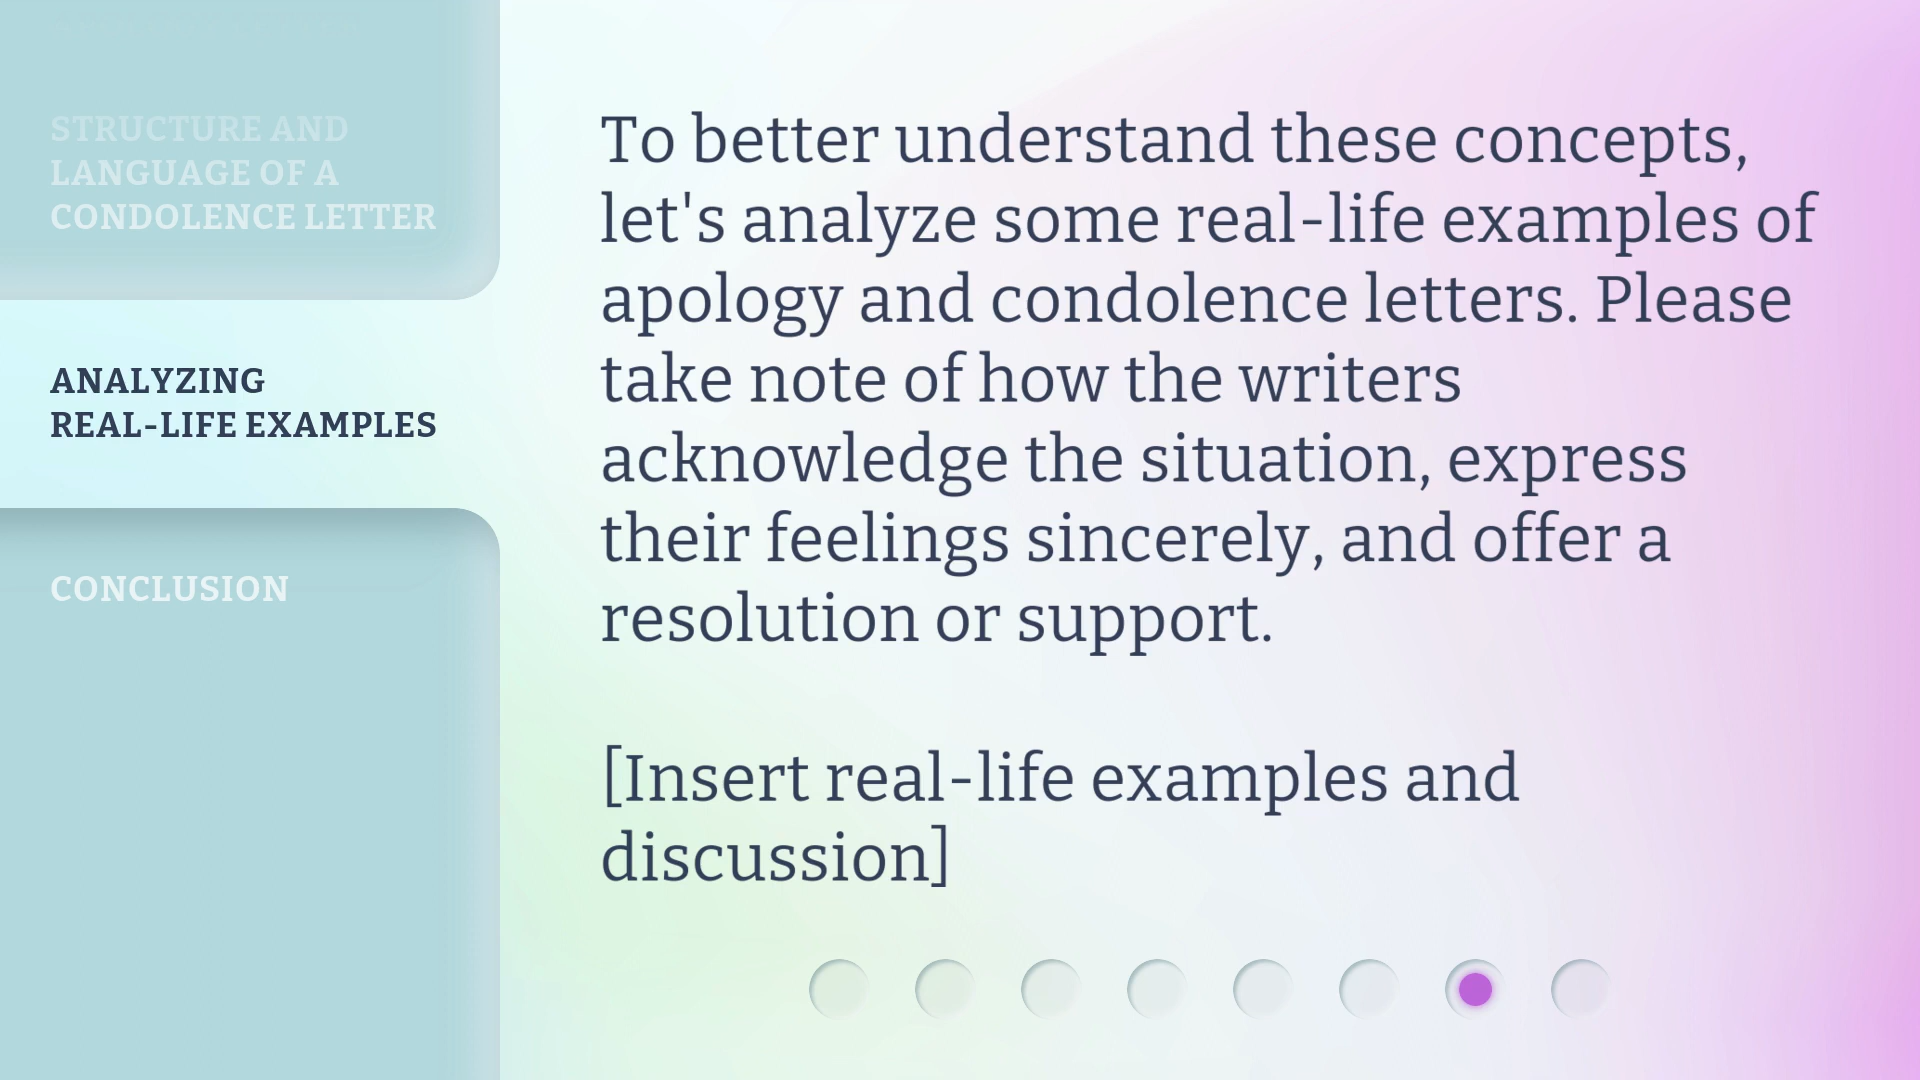 STRUCTURE AND
LANGUAGE OF A
CONDOLENCE LETTER
ANALYZING
REAL-LIFE EXAMPLES
CONCLUSION
To better understand these concepts,
let's analyze some real-life examples of
apology and condolence letters. Please
take note of how the writers
acknowledge the situation, express
their feelings sincerely, and offer a
resolution or support.
[Insert real-life examples and
discussion]